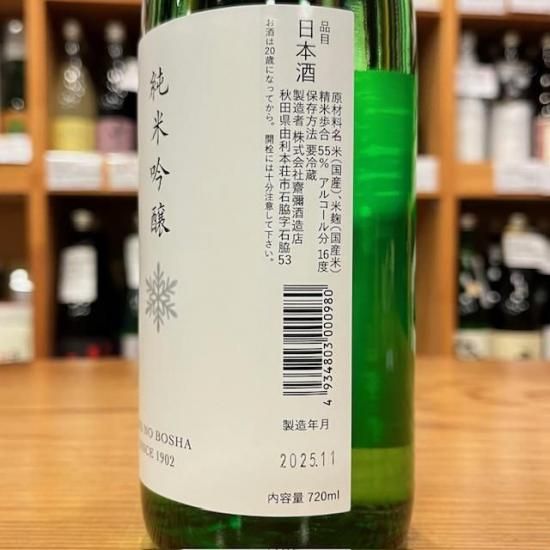 品目
日本酒
原材料名 米(国産)、米麹(国産米)
精米歩合 55% アルコール分 16度
保存方法 要冷蔵
製造者 株式会社齋彌酒造店
秋田県由利本荘市石脇字石脇53
お酒は20歳になってから。 開栓には十分注意して下さい。
純米吟醸
NO BOSHA
SINCE 1902
4 934803 000980
製造年月
2025.11
内容量 720ml